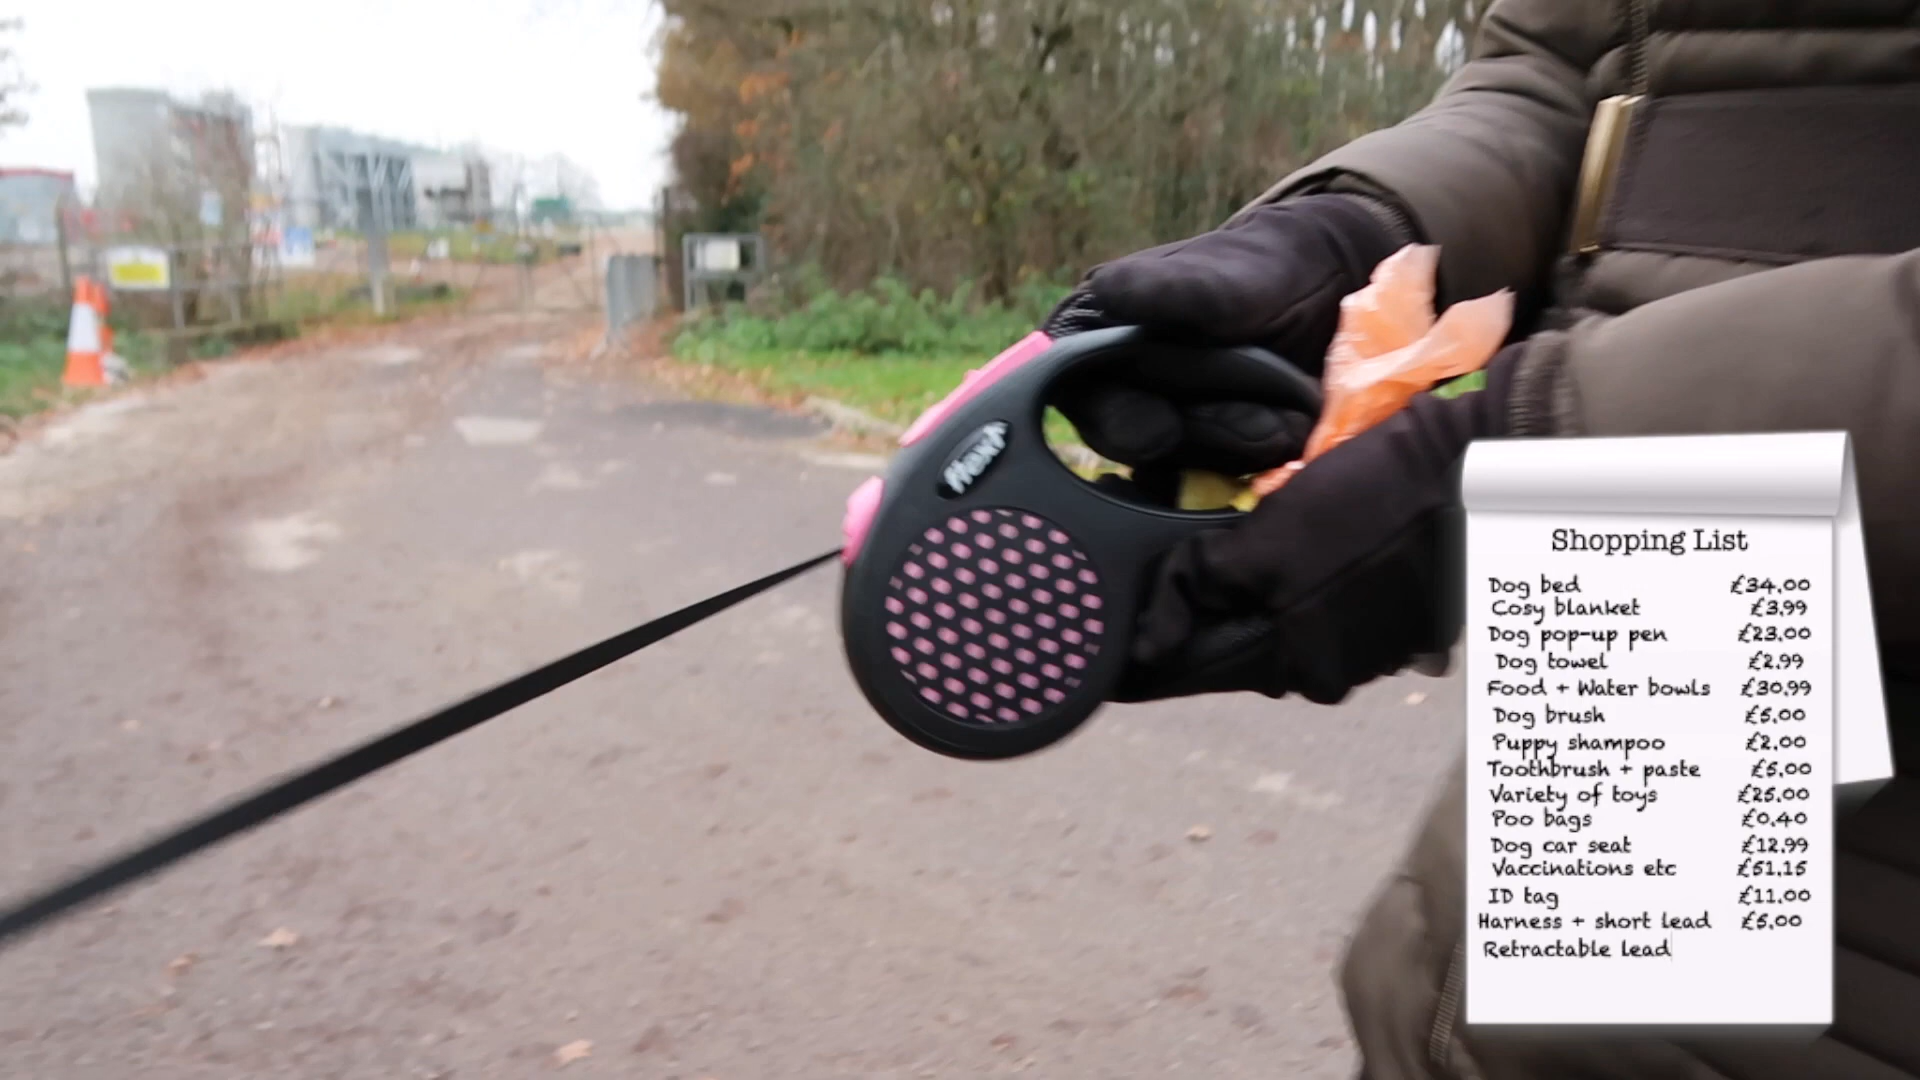 flexi
Shopping List
Dog bed £34.00
Cosy blanket £3.99
Dog pop-up pen £23.00
Dog towel £2.99
Food + Water bowls £30.99
Dog brush £5.00
Puppy shampoo £2.00
Toothbrush + paste £5.00
Variety of toys £25.00
Poo bags £0.40
Dog car seat £12.99
Vaccinations etc £51.15
ID tag £11.00
Harness + short lead £5.00
Retractable lead